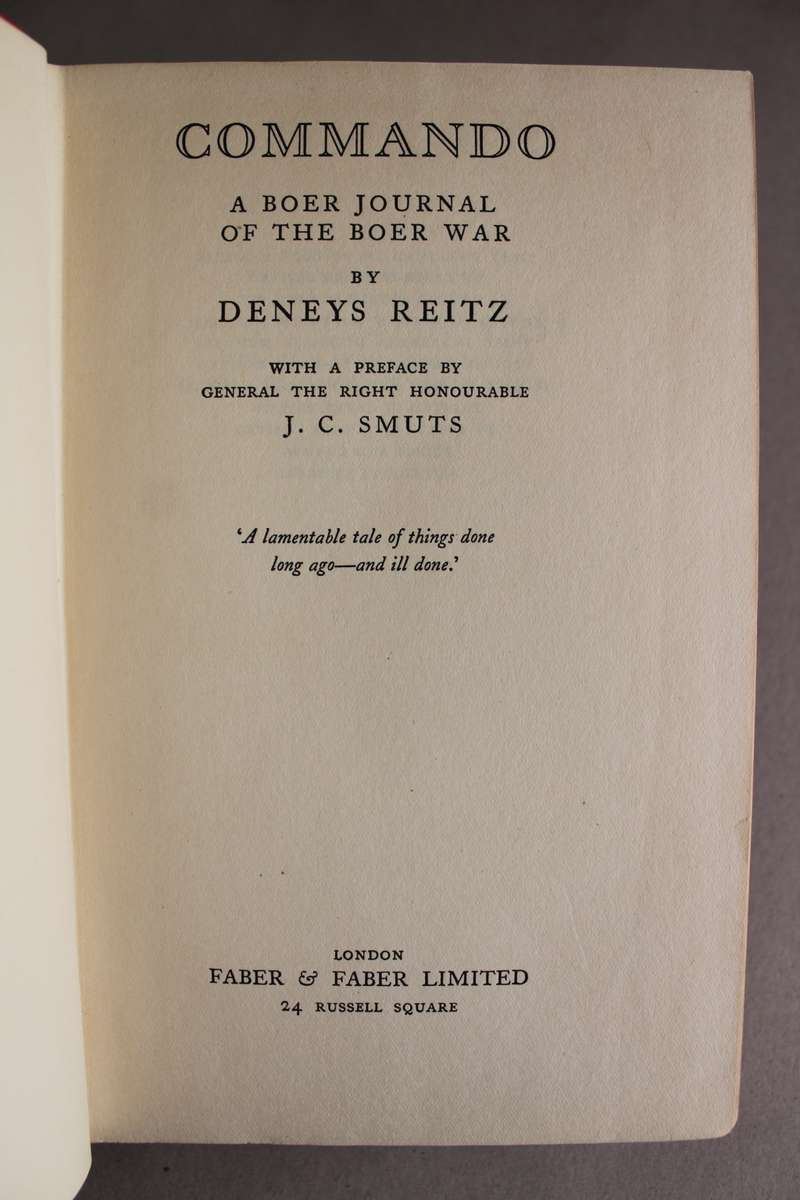 COMMANDO
A BOER JOURNAL
OF THE BOER WAR
BY
DENEYS REITZ
WITH A PREFACE BY
GENERAL THE RIGHT HONOURABLE
J. C. SMUTS
‘A lamentable tale of things done
long ago—and ill done.’
LONDON
FABER & FABER LIMITED
24 RUSSELL SQUARE